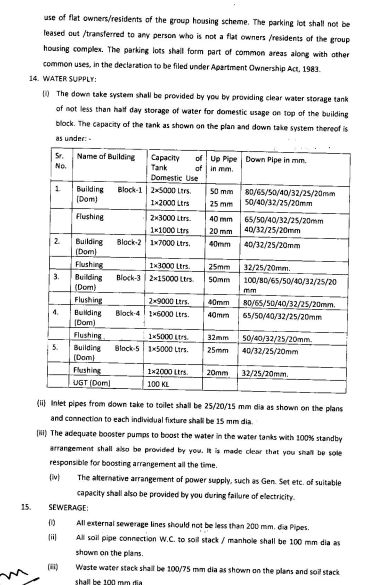 use of flat owners/residents of the group housing scheme. The parking lot shall not be
leased out /transferred to any person who is not a flat owners /residents of the group
housing complex. The parking lots shall form part of common areas along with other
common uses, in the declaration to be filed under Apartment Ownership Act, 1983.
14. WATER SUPPLY:
(i) The down take system shall be provided by you by providing clear water storage tank
of not less than half day storage of water for domestic usage on top of the building
block. The capacity of the tank as shown on the plan and down take system thereof is
as under: -
Sr. Name of Building Capacity of Up Pipe Down Pipe in mm.
No. Tank of in mm.
Domestic Use
1. Building Block-1 2×5000 Ltrs. 50 mm 80/65/50/40/32/25/20mm
(Dom) 1×2000 Ltrs 25 mm 50/40/32/25/20mm
Flushing 2×3000 Ltrs. 40 mm 65/50/40/32/25/20mm
1×1000 Ltrs 20 mm 40/32/25/20mm
2. Building Block-2 1×7000 Ltrs. 40mm 40/32/25/20mm
(Dom)
Flushing 1×3000 Ltrs. 25mm 32/25/20mm.
3. Building Block-3 2×15000 Ltrs. 50mm 100/80/65/50/40/32/25/20
(Dom) mm
Flushing 2×9000 Ltrs. 40mm 80/65/50/40/32/25/20mm.
4. Building Block-4 1×6000 Ltrs. 40mm 65/50/40/32/25/20mm
(Dom)
Flushing 1×5000 Ltrs. 32mm 50/40/32/25/20mm.
5. Building Block-5 1×5000 Ltrs. 25mm 40/32/25/20mm
(Dom)
Flushing 1×2000 Ltrs. 20mm 32/25/20mm.
UGT (Dom) 100 KL
(ii) Inlet pipes from down take to toilet shall be 25/20/15 mm dia as shown on the plans
and connection to each individual fixture shall be 15 mm dia.
(iii) The adequate booster pumps to boost the water in the water tanks with 100% standby
arrangement shall also be provided by you. It is made clear that you shall be sole
responsible for boosting arrangement all the time.
(iv) The alternative arrangement of power supply, such as Gen. Set etc. of suitable
capacity shall also be provided by you during failure of electricity.
15. SEWERAGE:
(i) All external sewerage lines should not be less than 200 mm. dia Pipes.
(ii) All soil pipe connection W.C. to soil stack / manhole shall be 100 mm dia as
shown on the plans.
(iii) Waste water stack shall be 100/75 mm dia as shown on the plans and soil stack
shall be 100 mm dia